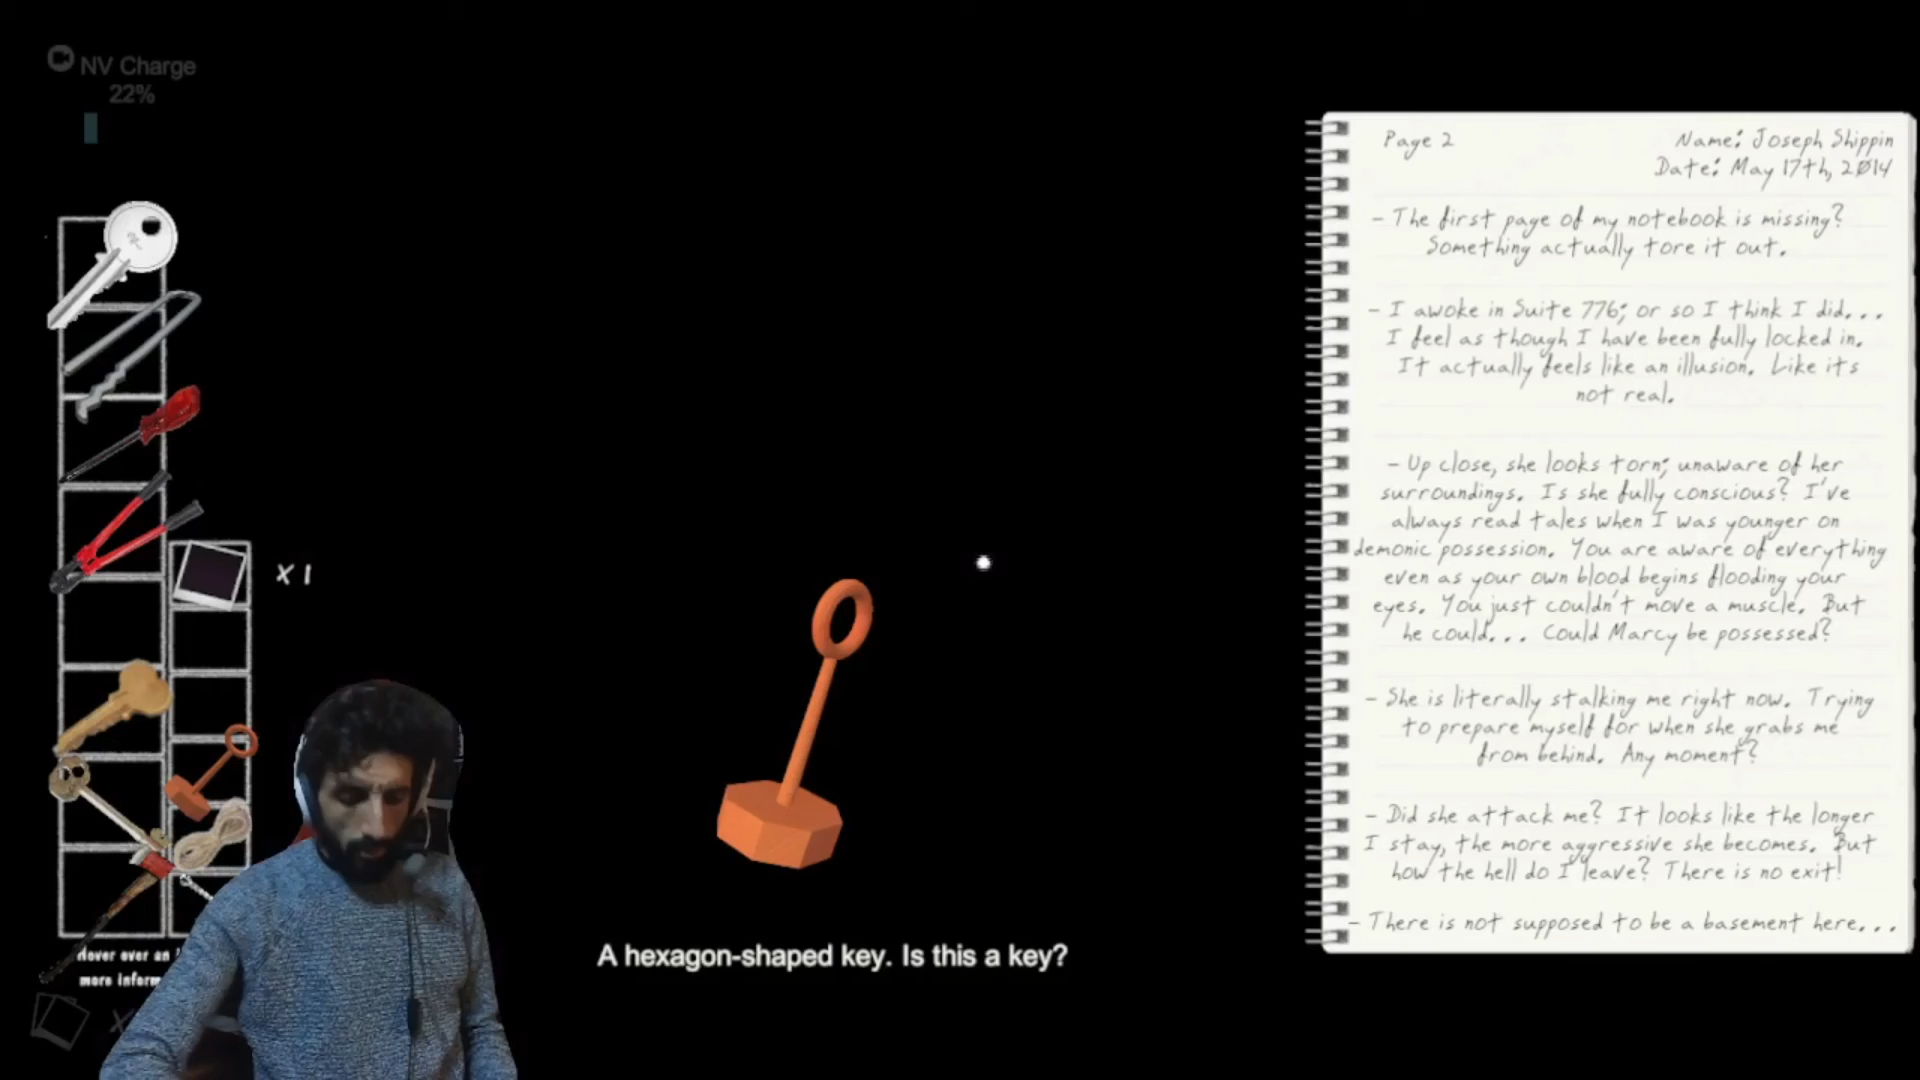 NV Charge
22%
X 1
Hover over an
more inform
X
A hexagon-shaped key. Is this a key?
Page 2
Name: Joseph Shippin
Date: May 17th, 2014
- The first page of my notebook is missing?
Something actually tore it out.
- I awoke in Suite 776; or so I think I did...
I feel as though I have been fully locked in.
It actually feels like an illusion. Like its
not real.
- Up close, she looks torn; unaware of her
surroundings. Is she fully conscious? I've
always read tales when I was younger on
demonic possession. You are aware of everything
even as your own blood begins flooding your
eyes. You just couldn't move a muscle. But
he could... Could Marcy be possessed?
- She is literally stalking me right now. Trying
to prepare myself for when she grabs me
from behind. Any moment?
- Did she attack me? It looks like the longer
I stay, the more aggressive she becomes. But
how the hell do I leave? There is no exit!
- There is not supposed to be a basement here...